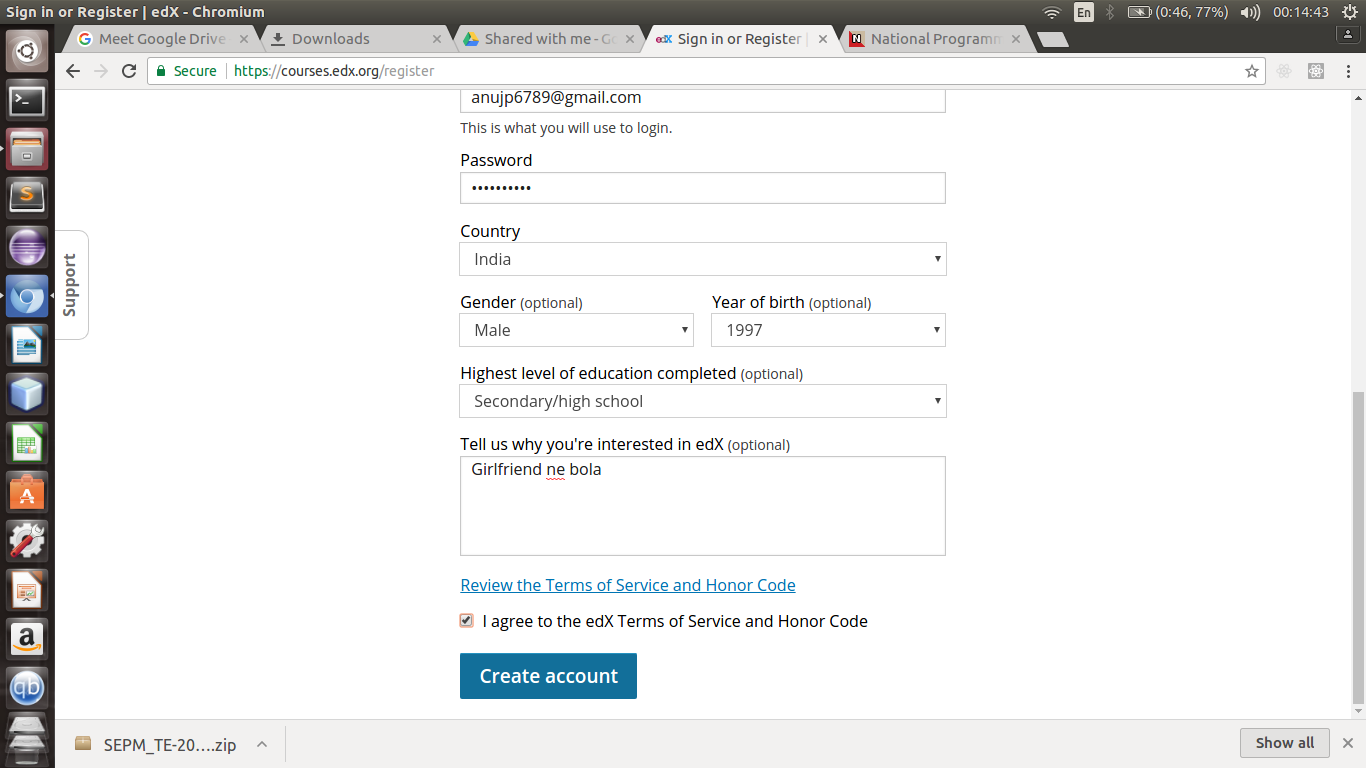 Sign in or Register | edX - Chromium
En
(0:46, 77%)
00:14:43
Meet Google Drive
Downloads
Shared with me - G
edX
Sign in or Register
N
National Programm
Secure
https://courses.edx.org/register
anujp6789@gmail.com
This is what you will use to login.
Password
••••••••••
Country
India
Gender (optional)
Year of birth (optional)
Male
1997
Highest level of education completed (optional)
Secondary/high school
Tell us why you're interested in edX (optional)
Girlfriend ne bola
Review the Terms of Service and Honor Code
I agree to the edX Terms of Service and Honor Code
Create account
Support
S
A
a
qb
SEPM_TE-20....zip
Show all